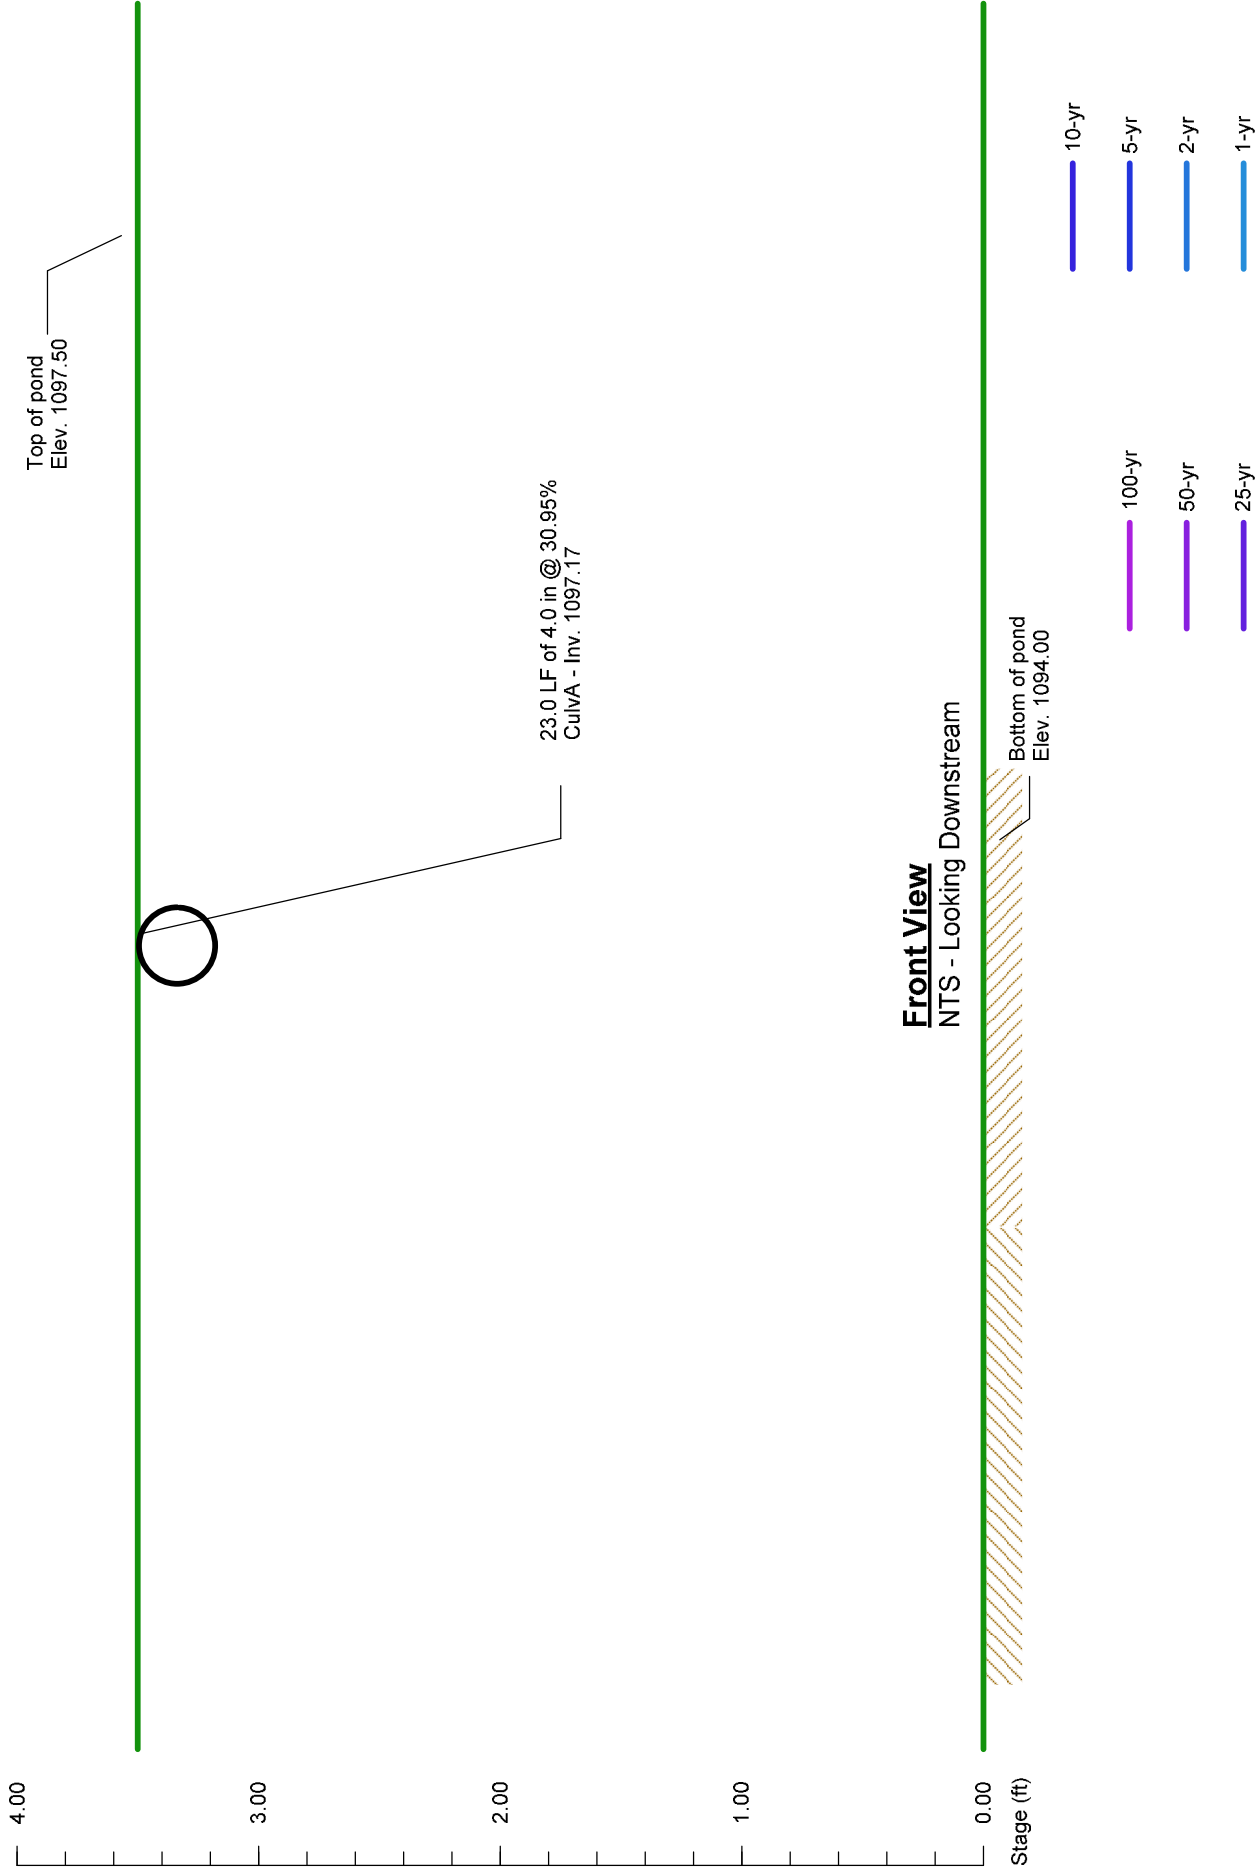 Top of pond
Elev. 1097.50
23.0 LF of 4.0 in @ 30.95%
CulvA - Inv. 1097.17
Front View
NTS - Looking Downstream
Bottom of pond
Elev. 1094.00
4.00
3.00
2.00
1.00
0.00
Stage (ft)
100-yr
50-yr
25-yr
10-yr
5-yr
2-yr
1-yr